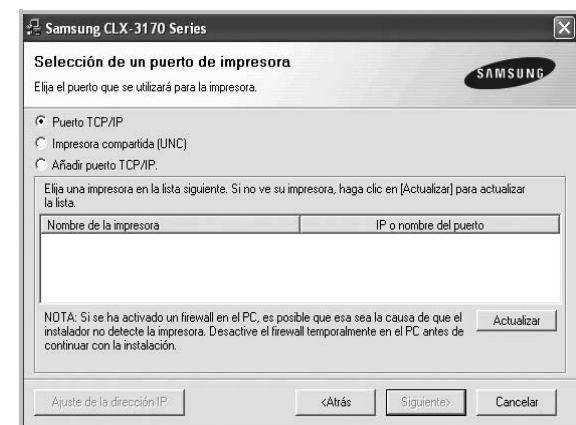 Samsung CLX-3170 Series
Selección de un puerto de impresora
Elija el puerto que se utilizará para la impresora.
SAMSUNG
Puerto TCP/IP
Impresora compartida (UNC)
Añadir puerto TCP/IP.
Elija una impresora en la lista siguiente. Si no ve su impresora, haga clic en [Actualizar] para actualizar
la lista.
Nombre de la impresora IP o nombre del puerto
NOTA: Si se ha activado un firewall en el PC, es posible que esa sea la causa de que el
instalador no detecte la impresora. Desactive el firewall temporalmente en el PC antes de
continuar con la instalación.
Actualizar
Ajuste de la dirección IP <Atrás Siguiente> Cancelar